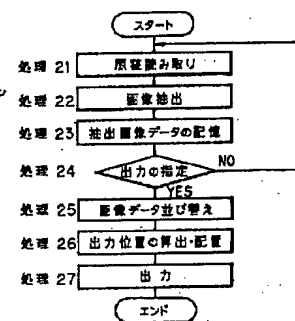 スタート
処理 21 原稿読み取り
処理 22 画像抽出
処理 23 抽出画像データの記憶
処理 24 出力の指定 NO
YES
処理 25 画像データ並び替え
処理 26 出力位置の算出・配置
処理 27 出力
エンド